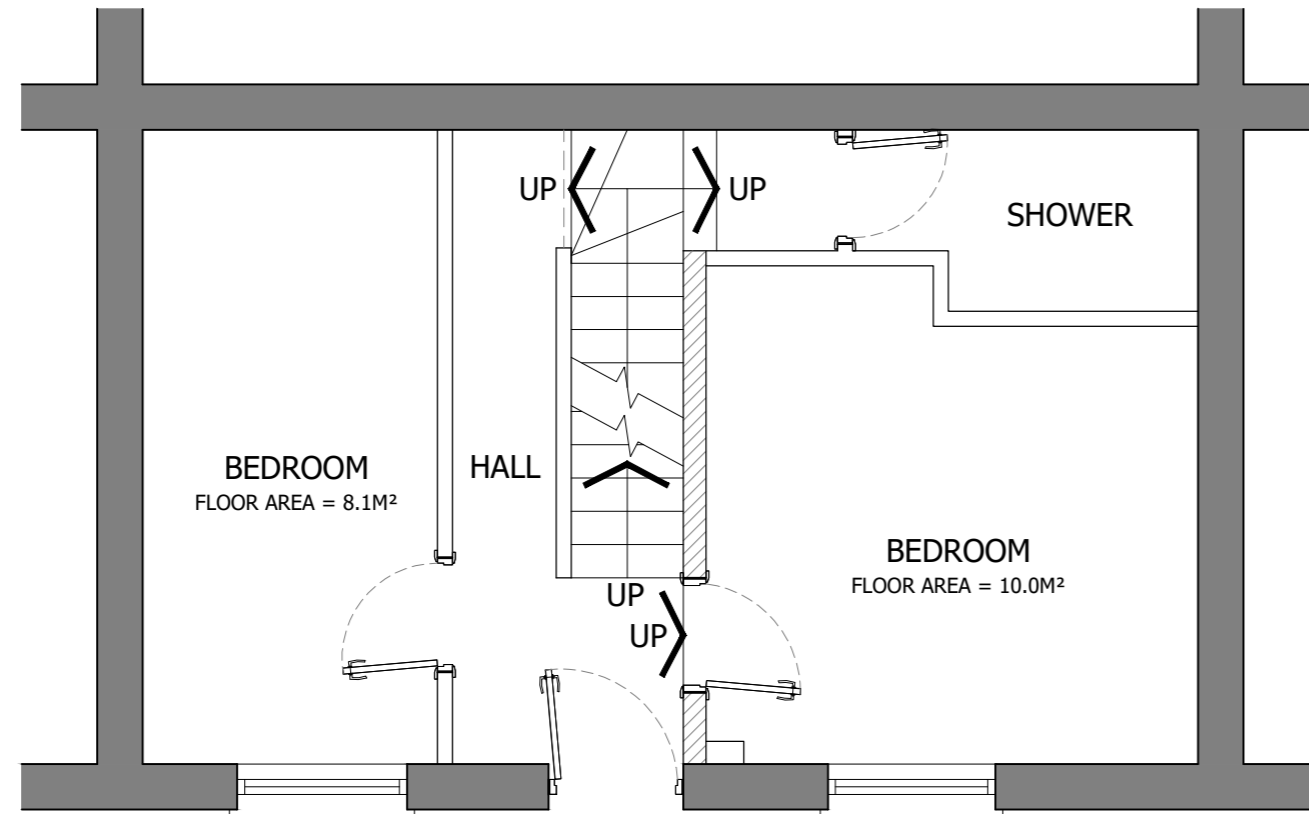 UP
UP
SHOWER
BEDROOM
FLOOR AREA = 8.1M²
HALL
BEDROOM
FLOOR AREA = 10.0M²
UP
UP